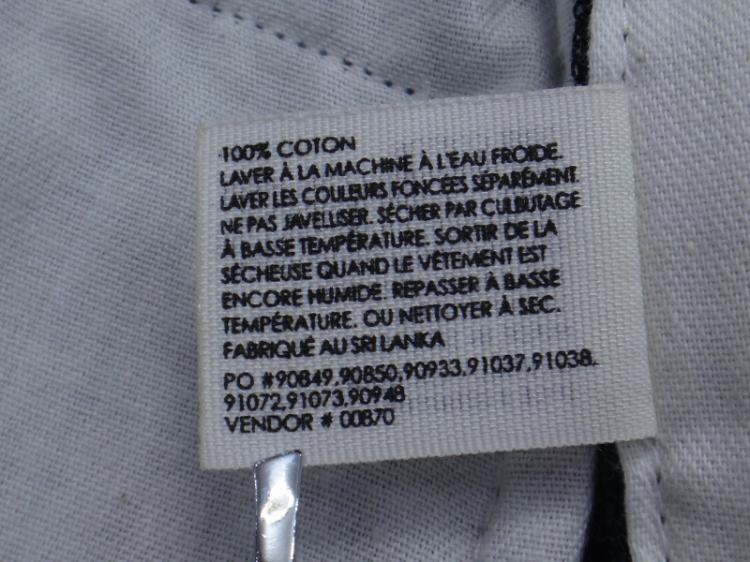 100% COTON
LAVER À LA MACHINE À L'EAU FROIDE.
LAVER LES COULEURS FONCÉES SÉPARÉMENT.
NE PAS JAVELLISER. SÉCHER PAR CULBUTAGE
À BASSE TEMPÉRATURE. SORTIR DE LA
SÉCHEUSE QUAND LE VÊTEMENT EST
ENCORE HUMIDE. REPASSER À BASSE
TEMPÉRATURE. OU NETTOYER À SEC.
FABRIQUÉ AU SRI LANKA
PO #90849,90850,90933,91037,91038,
91072,91073,90948
VENDOR # 00870